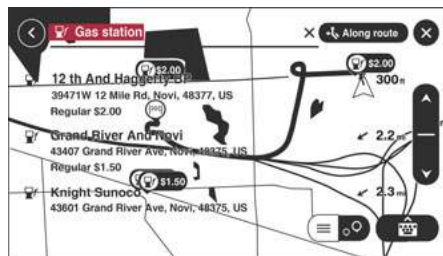 Gas station
Along route
$2.00
$2.00
12 th And Haggerty BP
300 ft
39471W 12 Mile Rd, Novi, 48377, US
Regular $2.00
Grand River And Novi
2.2 mi
43407 Grand River Ave, Novi, 48375, US
Regular $1.50
$1.50
Knight Sunoco
2.3 mi
43601 Grand River Ave, Novi, 48375, US